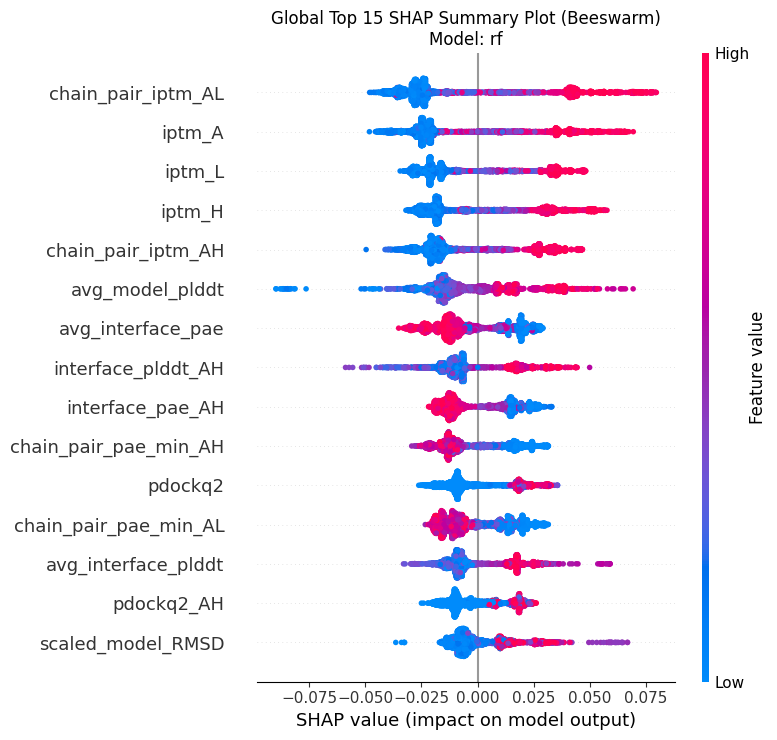 Global Top 15 SHAP Summary Plot (Beeswarm)
Model: rf
High
chain_pair_iptm_AL
iptm_A
iptm_L
iptm_H
chain_pair_iptm_AH
avg_model_plddt
avg_interface_pae
interface_plddt_AH
interface_pae_AH
chain_pair_pae_min_AH
pdockq2
chain_pair_pae_min_AL
avg_interface_plddt
pdockq2_AH
scaled_model_RMSD
Feature value
Low
−0.075 −0.050 −0.025 0.000 0.025 0.050 0.075
SHAP value (impact on model output)